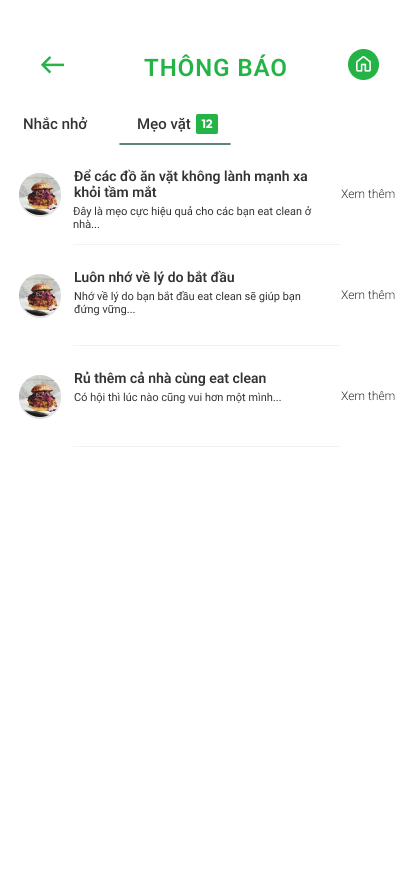 THÔNG BÁO
Nhắc nhở
Mẹo vặt 12
Để các đồ ăn vặt không lành mạnh xa
khỏi tầm mắt
Xem thêm
Đây là mẹo cực hiệu quả cho các bạn eat clean ở
nhà...
Luôn nhớ về lý do bắt đầu
Xem thêm
Nhớ về lý do bạn bắt đầu eat clean sẽ giúp bạn
đứng vững...
Rủ thêm cả nhà cùng eat clean
Xem thêm
Có hội thì lúc nào cũng vui hơn một mình...